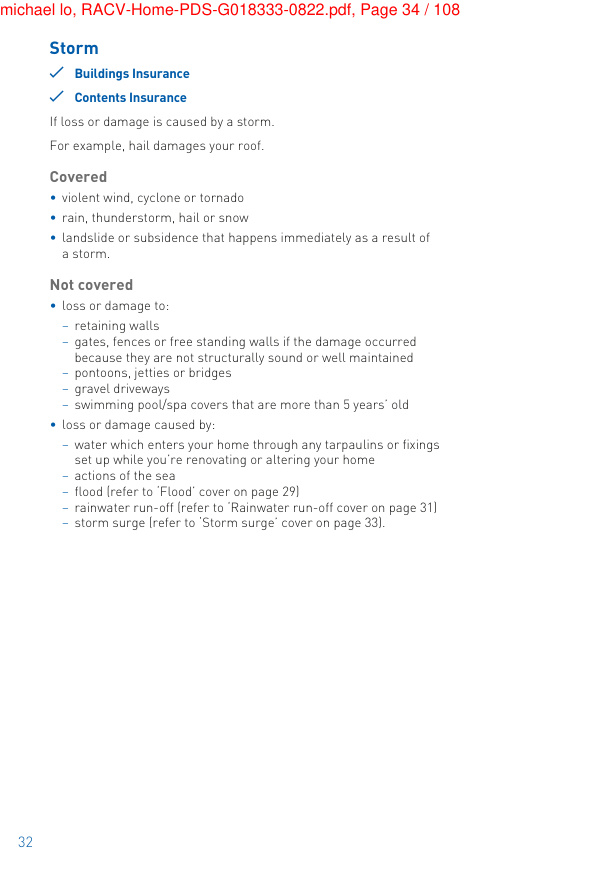 michael lo, RACV-Home-PDS-G018333-0822.pdf, Page 34 / 108
Storm
✓ Buildings Insurance
✓ Contents Insurance
If loss or damage is caused by a storm.
For example, hail damages your roof.
Covered
• violent wind, cyclone or tornado
• rain, thunderstorm, hail or snow
• landslide or subsidence that happens immediately as a result of
a storm.
Not covered
• loss or damage to:
– retaining walls
– gates, fences or free standing walls if the damage occurred
because they are not structurally sound or well maintained
– pontoons, jetties or bridges
– gravel driveways
– swimming pool/spa covers that are more than 5 years’ old
• loss or damage caused by:
– water which enters your home through any tarpaulins or fixings
set up while you’re renovating or altering your home
– actions of the sea
– flood (refer to ‘Flood’ cover on page 29)
– rainwater run-off (refer to ‘Rainwater run-off cover on page 31)
– storm surge (refer to ‘Storm surge’ cover on page 33).
32